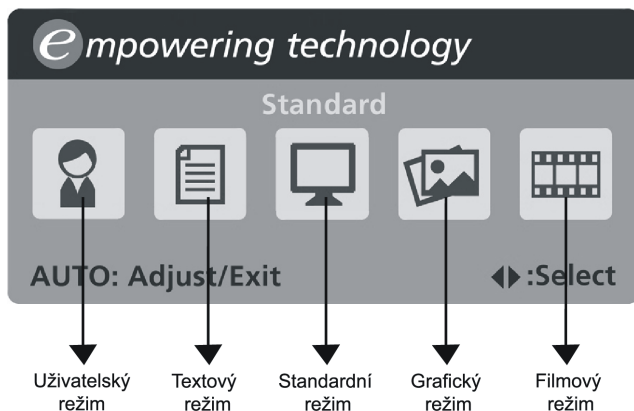 empowering technology
Standard
AUTO: Adjust/Exit ◀▶:Select
Uživatelský režim
Textový režim
Standardní režim
Grafický režim
Filmový režim